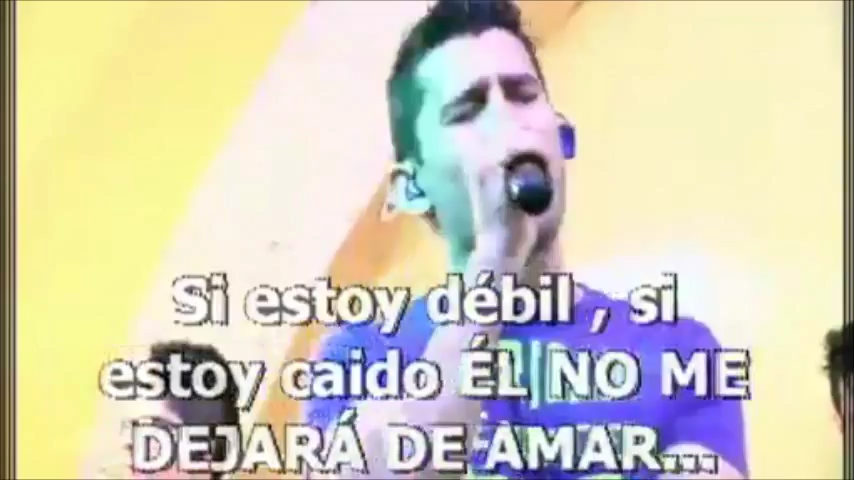 Si estoy débil , si
estoy caido ÉL NO ME
DEJARÁ DE AMAR...